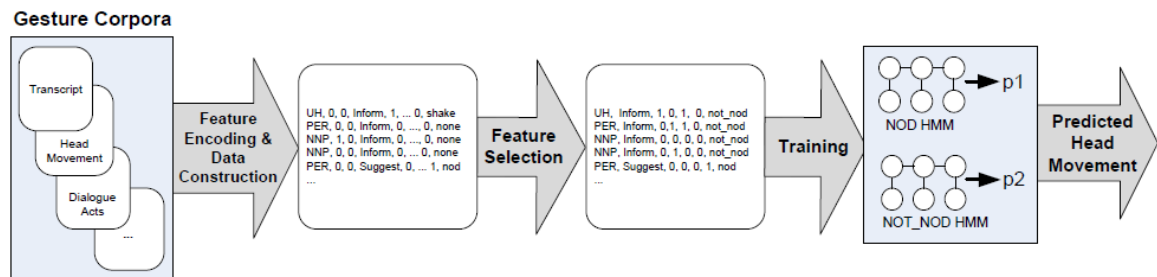 Gesture Corpora
Transcript
Head
Movement
Dialogue
Acts
...
Feature
Encoding &
Data
Construction
UH, 0, 0, Inform, 1, ... 0, shake
PER, 0, 0, Inform, 0, ..., 0, none
NNP, 1, 0, Inform, 0, ..., 0, none
NNP, 0, 0, Inform, 0, ... 0, none
PER, 0, 0, Suggest, 0, ... 1, nod
...
Feature
Selection
UH, Inform, 1, 0, 1, 0, not_nod
PER, Inform, 0,1, 1, 0, not_nod
NNP, Inform, 0, 0, 0, 0, not_nod
NNP, Inform, 0, 1, 0, 0, not_nod
PER, Suggest, 0, 0, 0, 1, nod
...
Training
p1
NOD HMM
p2
NOT_NOD HMM
Predicted
Head
Movement